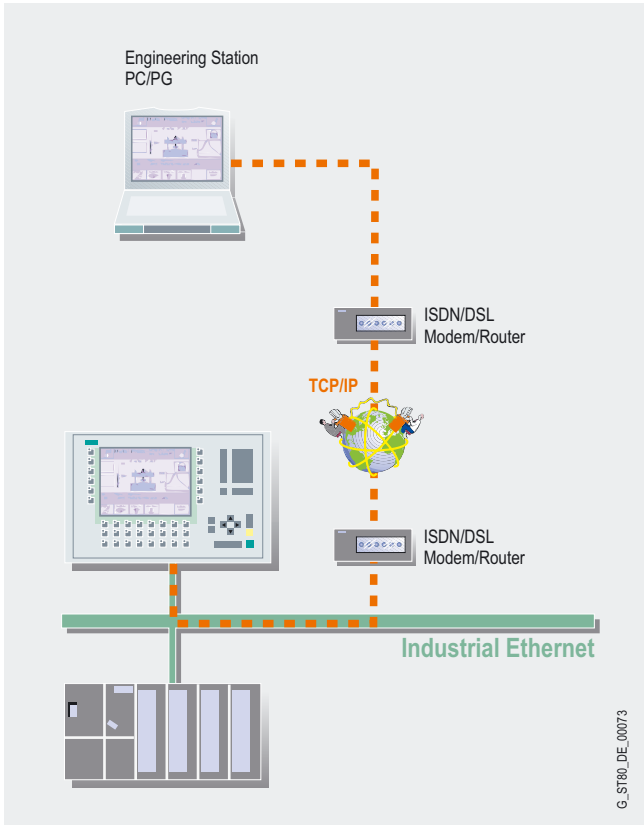 Engineering Station
PC/PG
ISDN/DSL
Modem/Router
TCP/IP
ISDN/DSL
Modem/Router
Industrial Ethernet
G_ST80_DE_00073